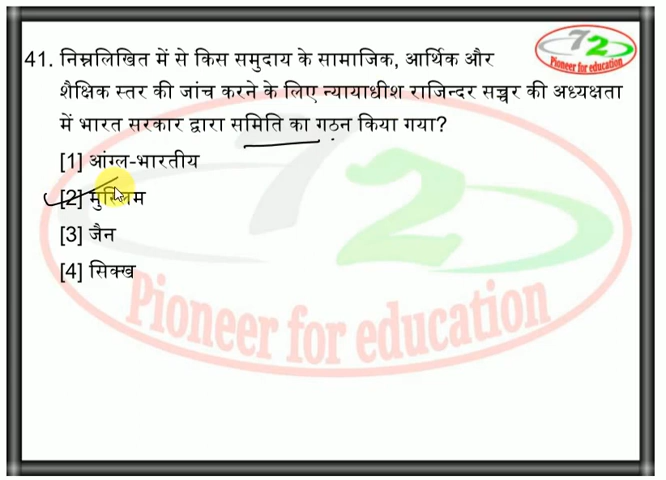 72
Pioneer for education
41. निम्नलिखित में से किस समुदाय के सामाजिक, आर्थिक और
शैक्षिक स्तर की जांच करने के लिए न्यायाधीश राजिन्दर सच्चर की अध्यक्षता
में भारत सरकार द्वारा समिति का गठन किया गया?
[1] आंग्ल-भारतीय
[2] मुस्लिम
[3] जैन
[4] सिक्ख
72
Pioneer for education